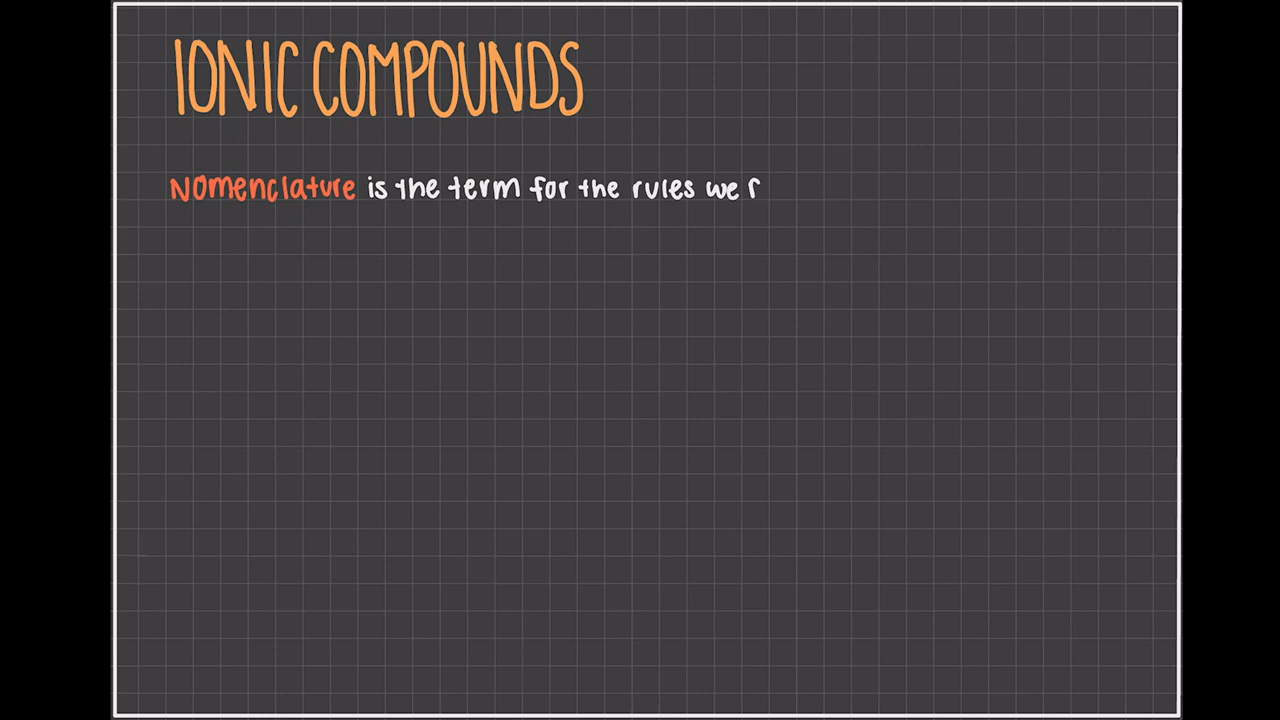 IONIC COMPOUNDS
Nomenclature is the term for the rules we